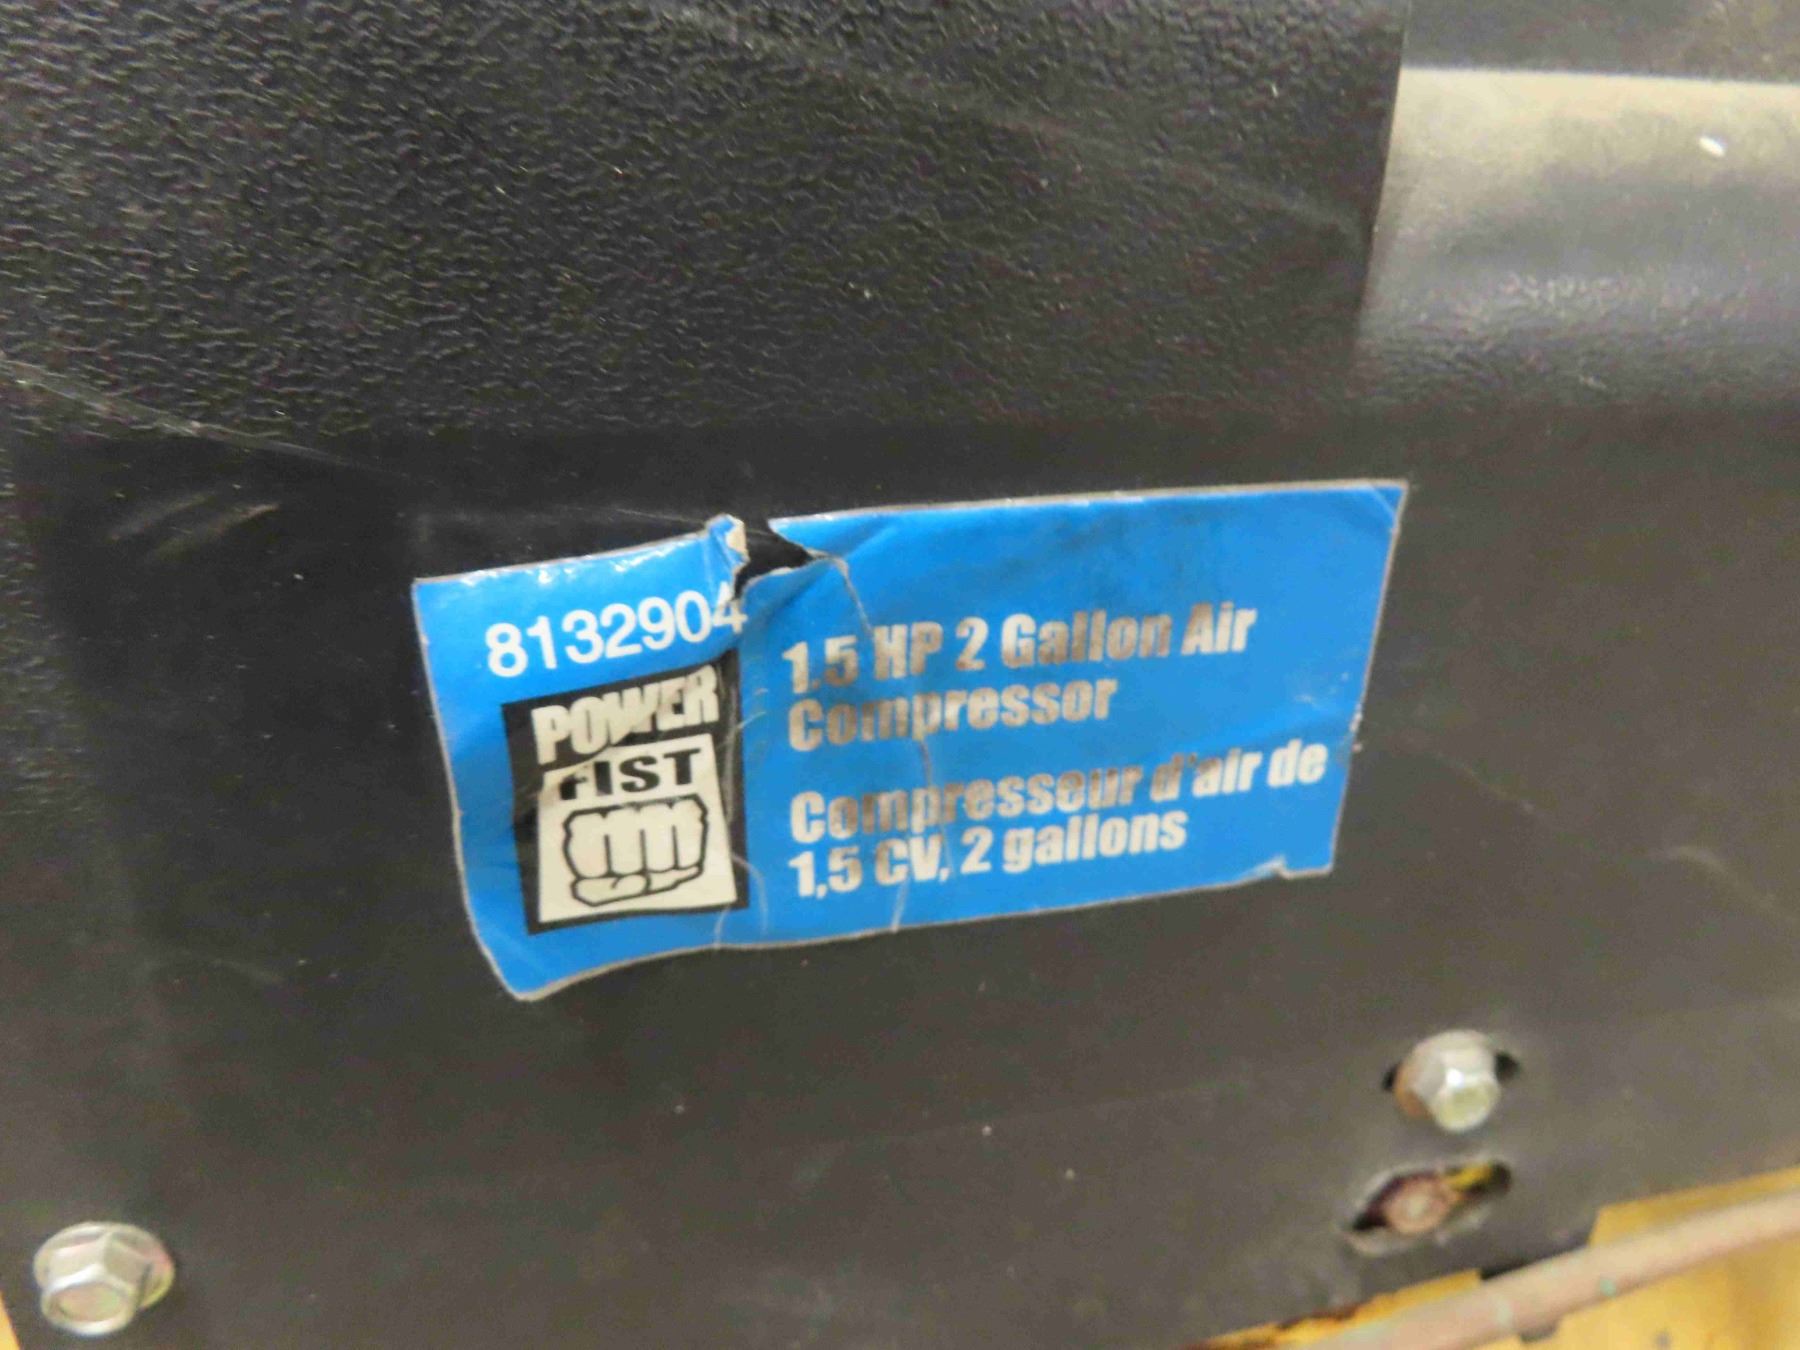 8132904
POWER
FIST
1.5 HP 2 Gallon Air
Compressor
Compresseur d'air de
1,5 CV, 2 gallons